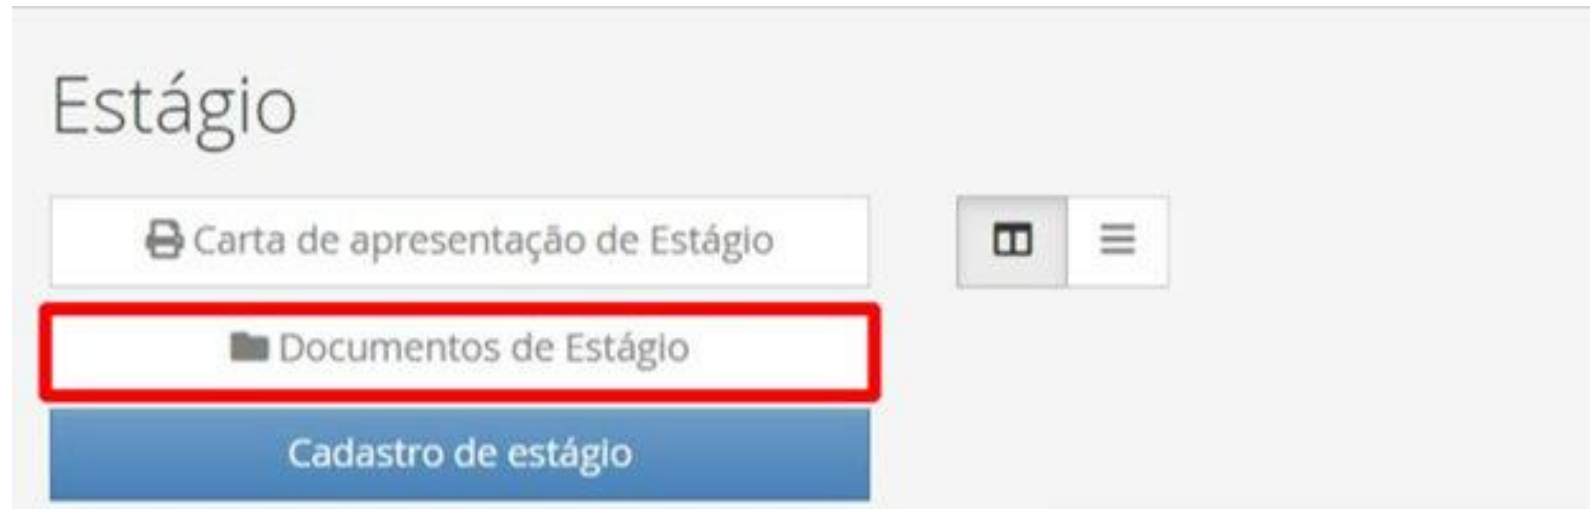 Estágio
Carta de apresentação de Estágio
Documentos de Estágio
Cadastro de estágio